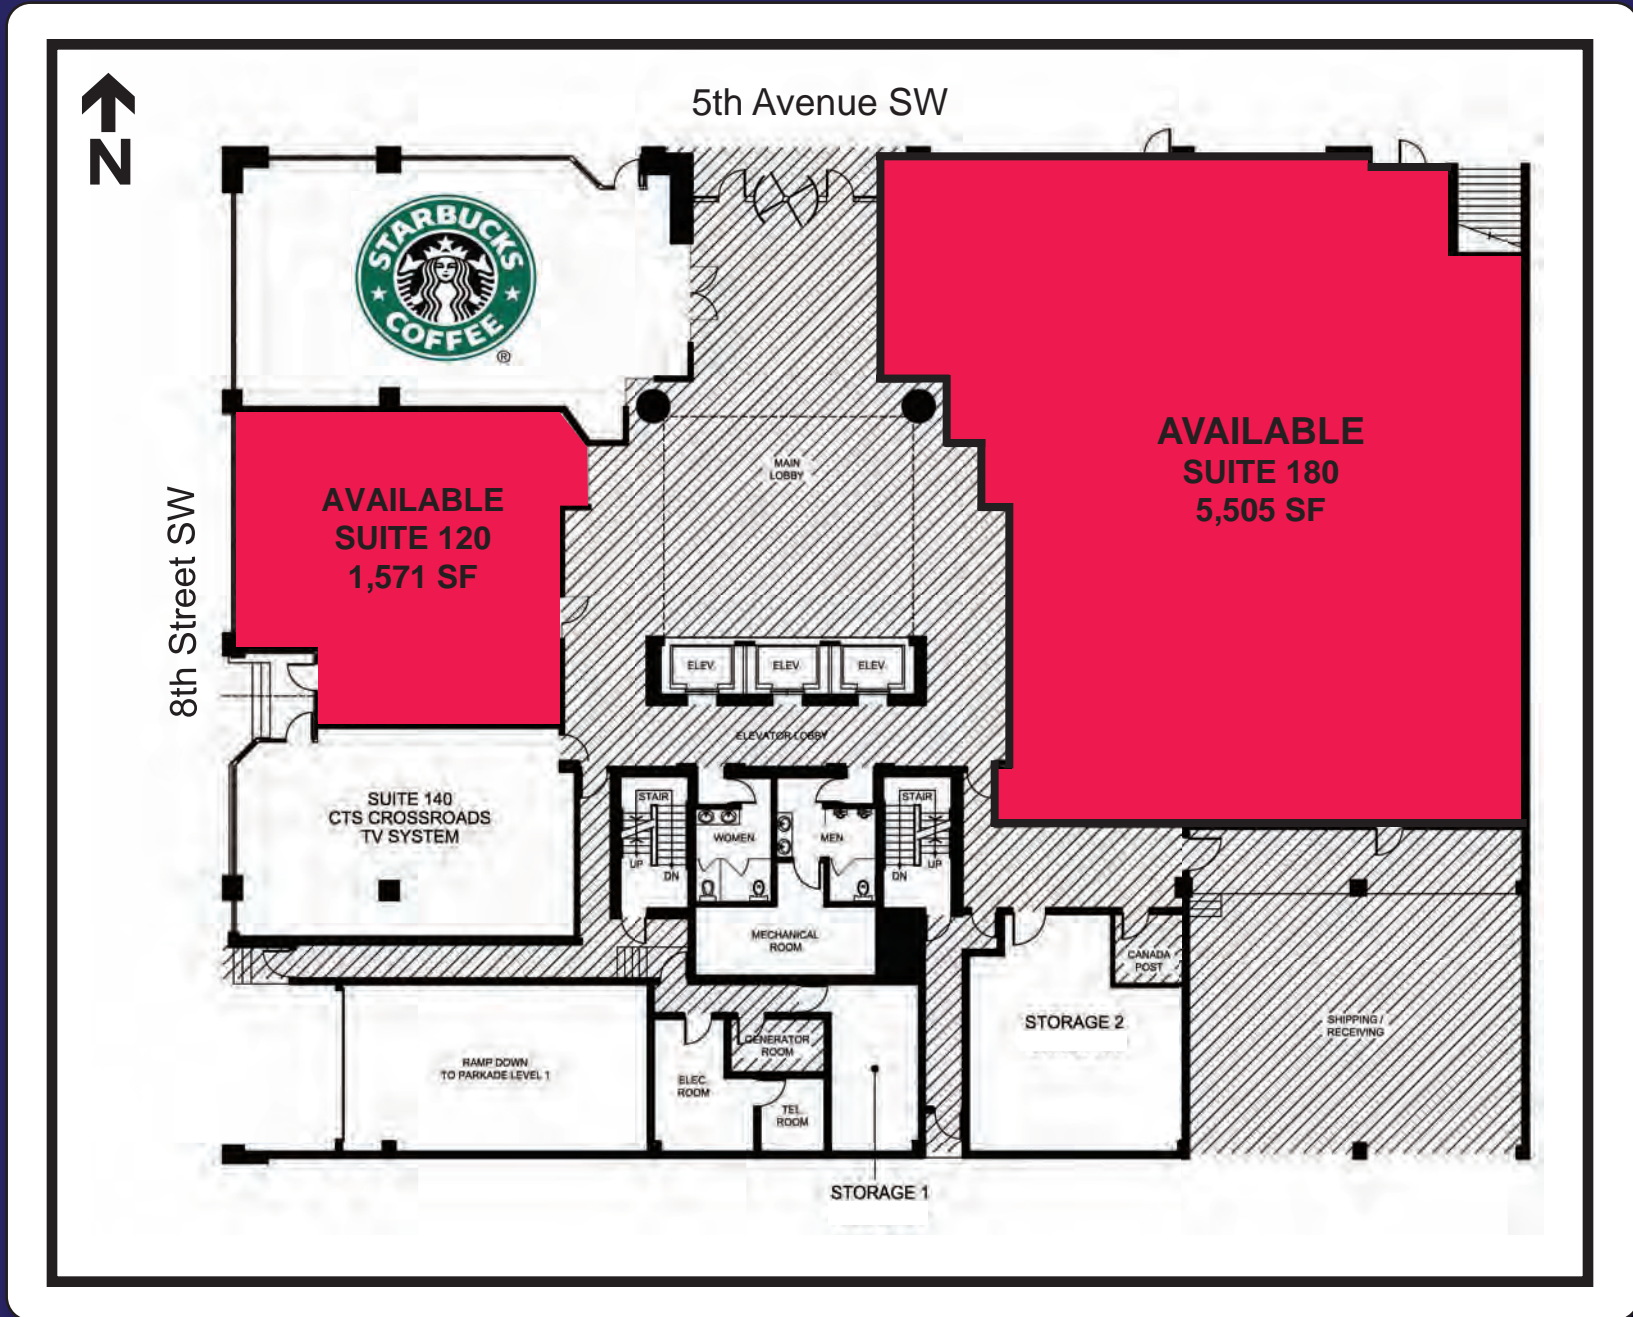 5th Avenue SW
N
STARBUCKS
COFFEE
®
AVAILABLE
SUITE 180
5,505 SF
MAIN
LOBBY
AVAILABLE
SUITE 120
1,571 SF
8th Street SW
ELEV.
ELEV.
ELEV.
ELEVATOR LOBBY
SUITE 140
CTS CROSSROADS
TV SYSTEM
STAIR
UP
DN
WOMEN
MEN
STAIR
DN
UP
MECHANICAL
ROOM
CANADA
POST
STORAGE 2
SHIPPING /
RECEIVING
GENERATOR
ROOM
RAMP DOWN
TO PARKADE LEVEL 1
ELEC.
ROOM
TEL.
ROOM
STORAGE 1